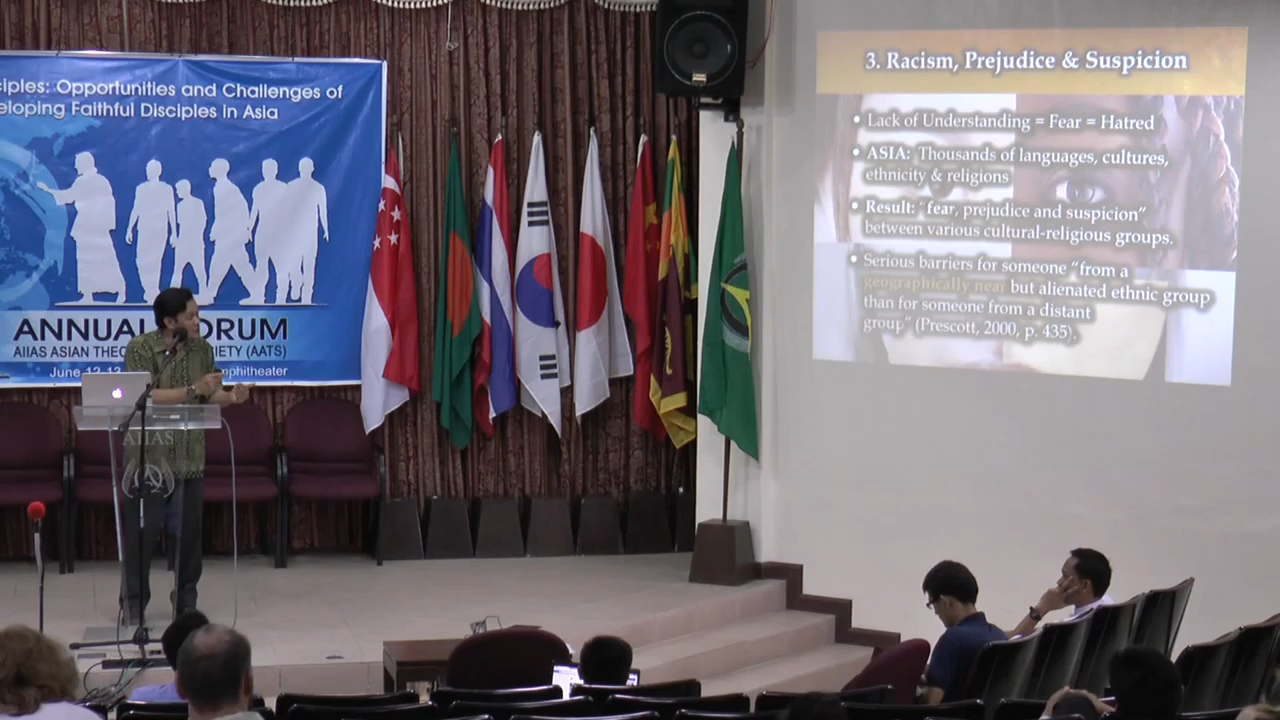 ciples: Opportunities and Challenges of
eloping Faithful Disciples in Asia
ANNUAL FORUM
AIIAS ASIAN THEO IETY (AATS)
June 12-13 mphitheater
AIIAS
3. Racism, Prejudice & Suspicion
• Lack of Understanding = Fear = Hatred
• ASIA: Thousands of languages, cultures,
ethnicity & religions
• Result: "fear, prejudice and suspicion"
between various cultural-religious groups.
• Serious barriers for someone "from a
geographically near but alienated ethnic group
than for someone from a distant
group" (Prescott, 2000, p. 435).